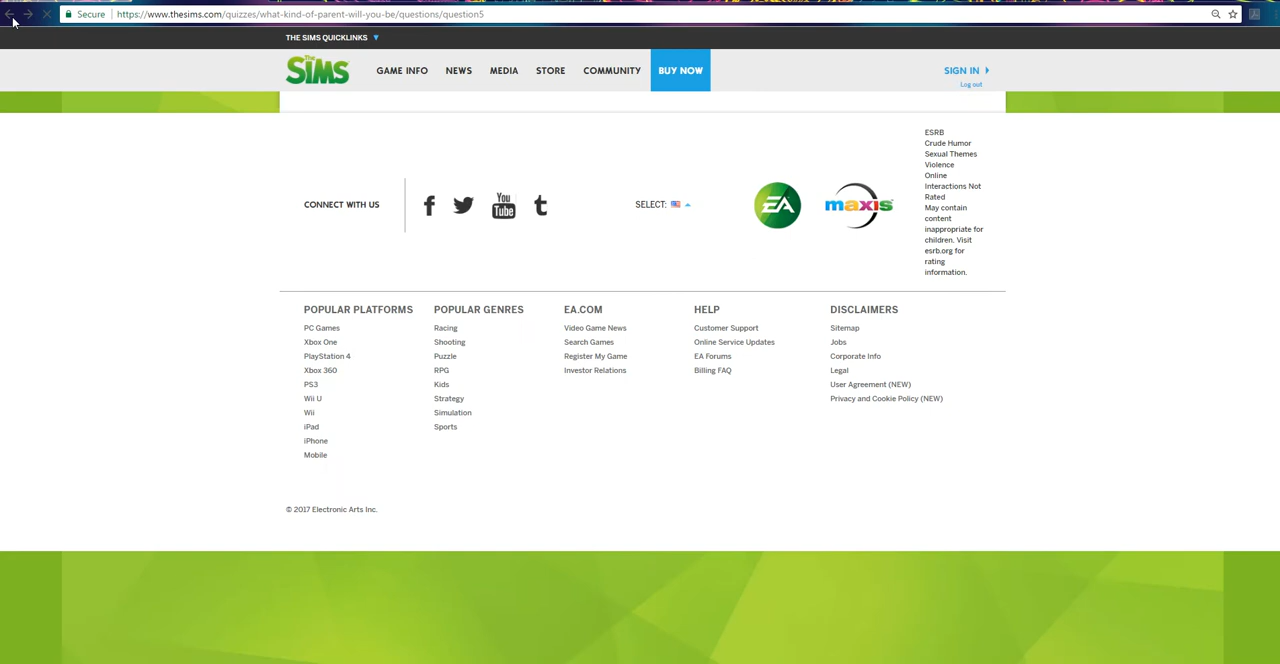 Secure https://www.thesims.com/quizzes/what-kind-of-parent-will-you-be/questions/question5
THE SIMS QUICKLINKS
The SiMS GAME INFO NEWS MEDIA STORE COMMUNITY BUY NOW SIGN IN
Log out
ESRB
Crude Humor
Sexual Themes
Violence
Online
Interactions Not
Rated
May contain
content
inappropriate for
children. Visit
esrb.org for
rating
information.
CONNECT WITH US
f
You
Tube
t
SELECT:
EA
maxis
POPULAR PLATFORMS
PC Games
Xbox One
PlayStation 4
Xbox 360
PS3
Wii U
Wii
iPad
iPhone
Mobile
POPULAR GENRES
Racing
Shooting
Puzzle
RPG
Kids
Strategy
Simulation
Sports
EA.COM
Video Game News
Search Games
Register My Game
Investor Relations
HELP
Customer Support
Online Service Updates
EA Forums
Billing FAQ
DISCLAIMERS
Sitemap
Jobs
Corporate Info
Legal
User Agreement (NEW)
Privacy and Cookie Policy (NEW)
© 2017 Electronic Arts Inc.